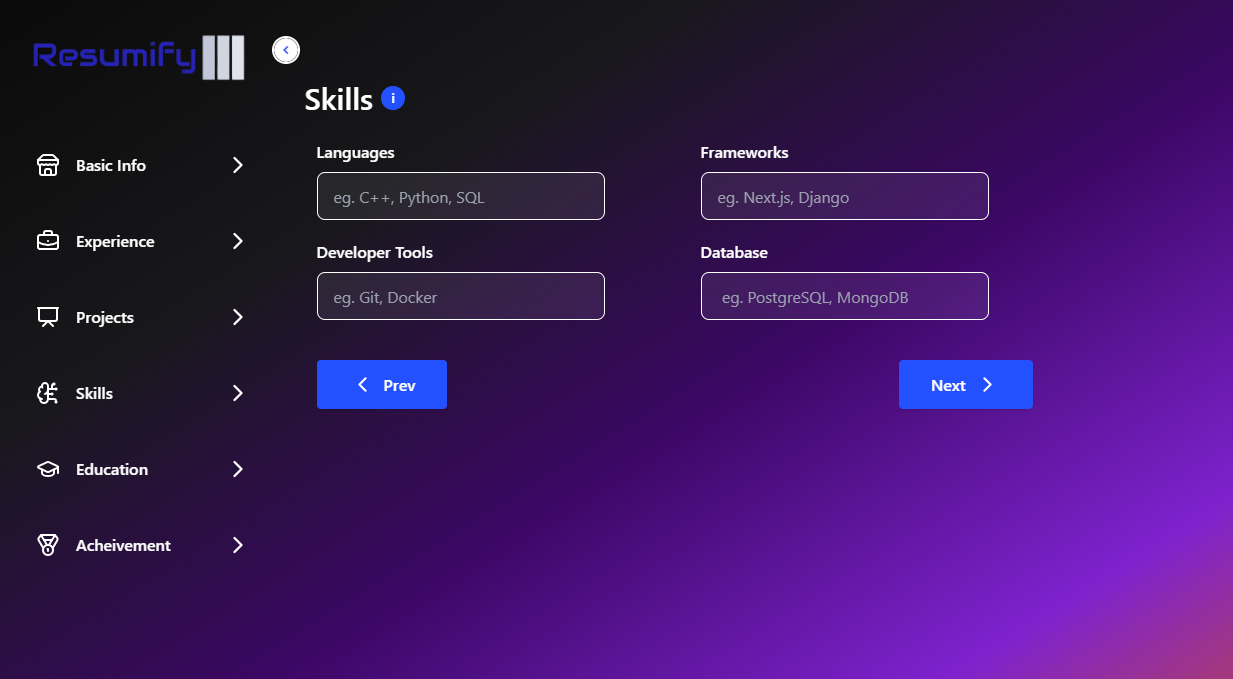 Resumify
Basic Info
Experience
Projects
Skills
Education
Acheivement
Skills i
Languages
eg. C++, Python, SQL
Frameworks
eg. Next.js, Django
Developer Tools
eg. Git, Docker
Database
eg. PostgreSQL, MongoDB
Prev
Next